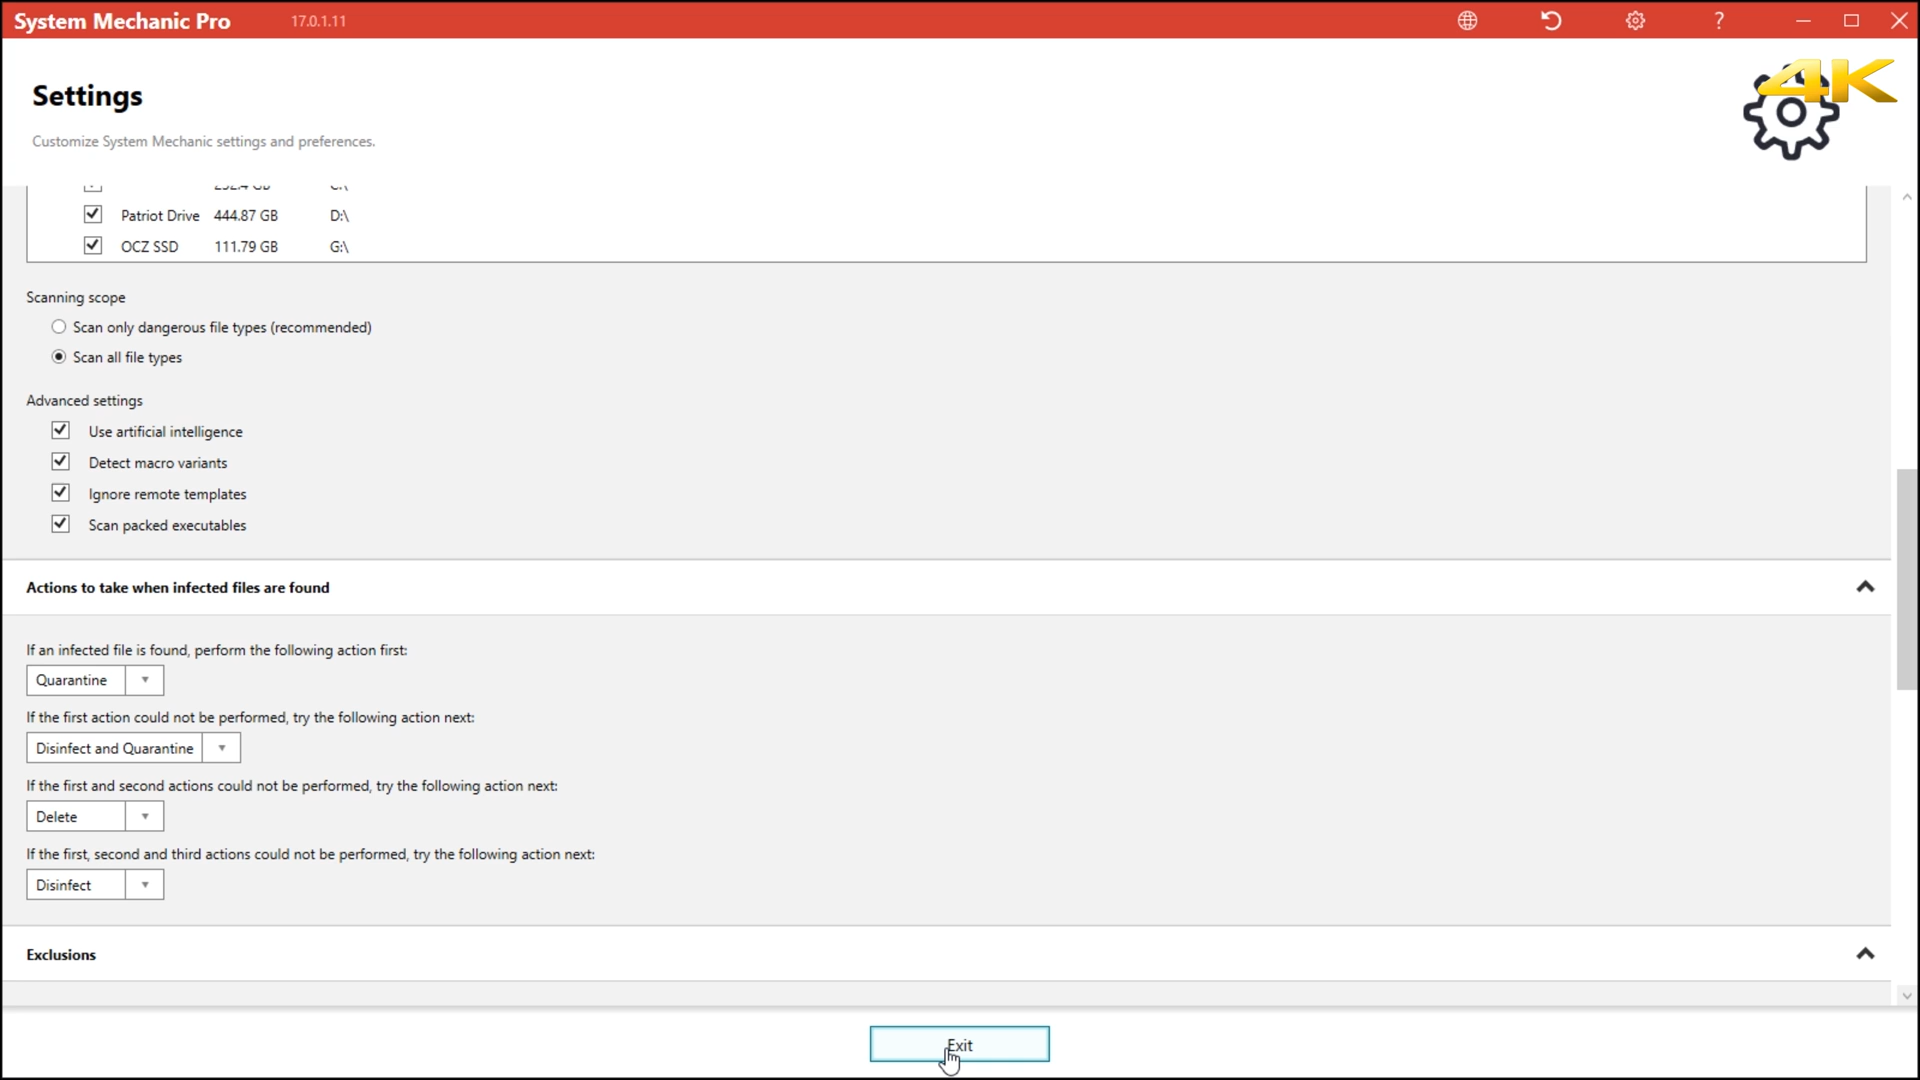 System Mechanic Pro 17.0.1.11 ?
4K
Settings
Customize System Mechanic settings and preferences.
Patriot Drive 444.87 GB D:\
OCZ SSD 111.79 GB G:\
Scanning scope
Scan only dangerous file types (recommended)
Scan all file types
Advanced settings
Use artificial intelligence
Detect macro variants
Ignore remote templates
Scan packed executables
Actions to take when infected files are found
If an infected file is found, perform the following action first:
Quarantine
If the first action could not be performed, try the following action next:
Disinfect and Quarantine
If the first and second actions could not be performed, try the following action next:
Delete
If the first, second and third actions could not be performed, try the following action next:
Disinfect
Exclusions
Exit